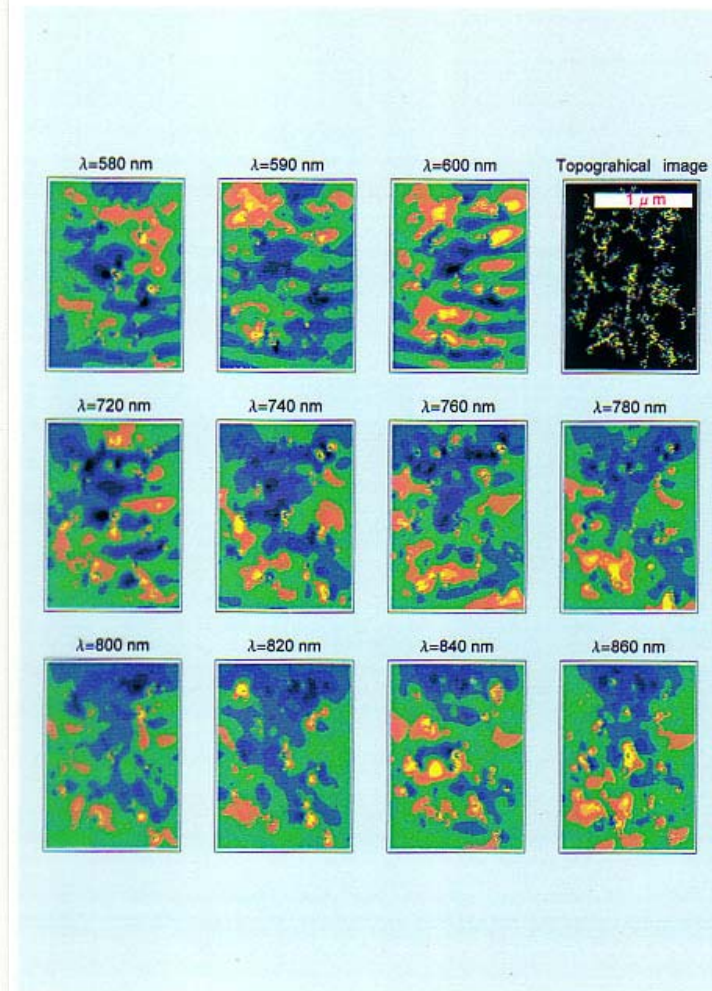 λ=580 nm
λ=590 nm
λ=600 nm
Topograhical image
1 μm
λ=720 nm
λ=740 nm
λ=760 nm
λ=780 nm
λ=800 nm
λ=820 nm
λ=840 nm
λ=860 nm